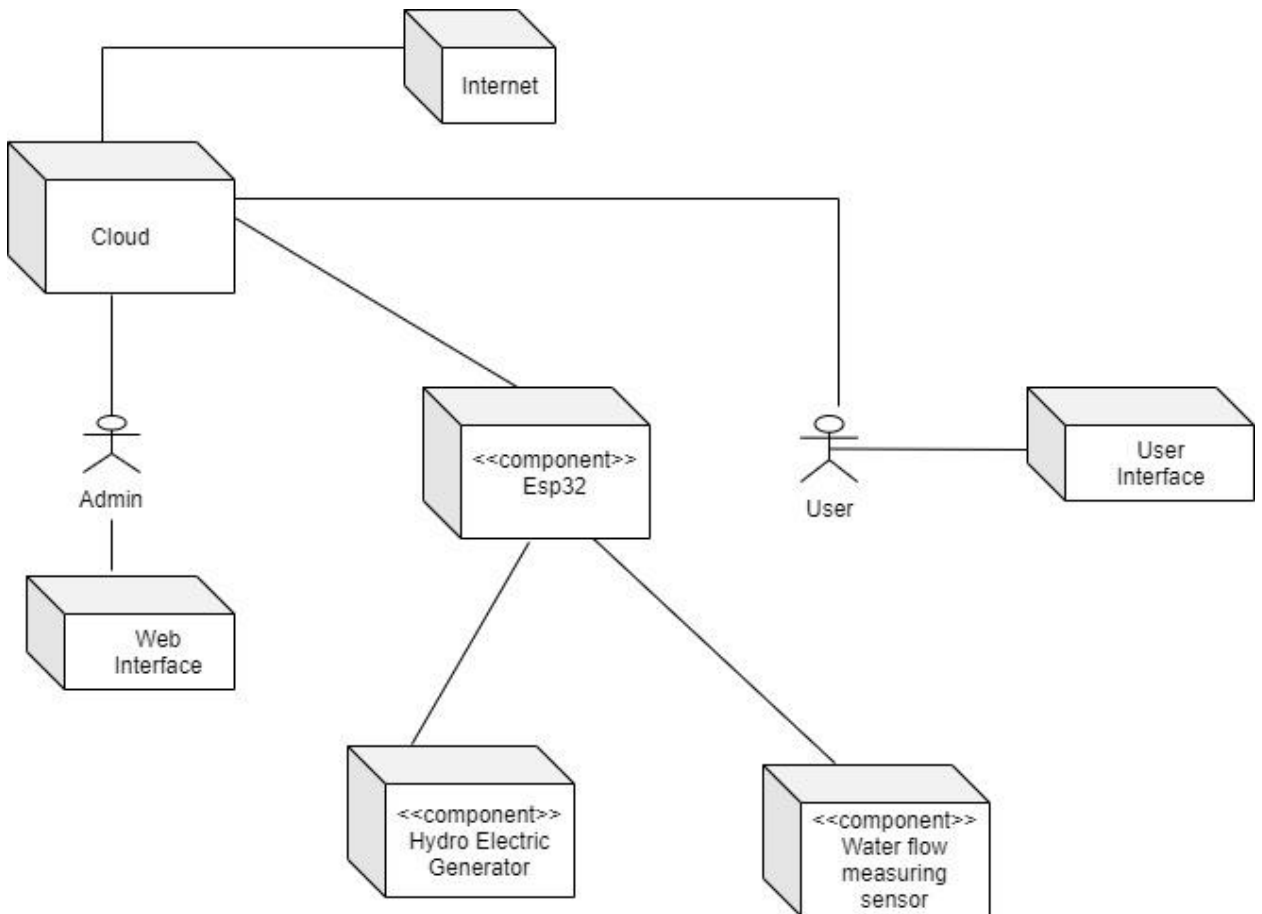 Internet
Cloud
<<component>>
Esp32
User
Interface
Admin
User
Web
Interface
<<component>>
Hydro Electric
Generator
<<component>>
Water flow
measuring
sensor